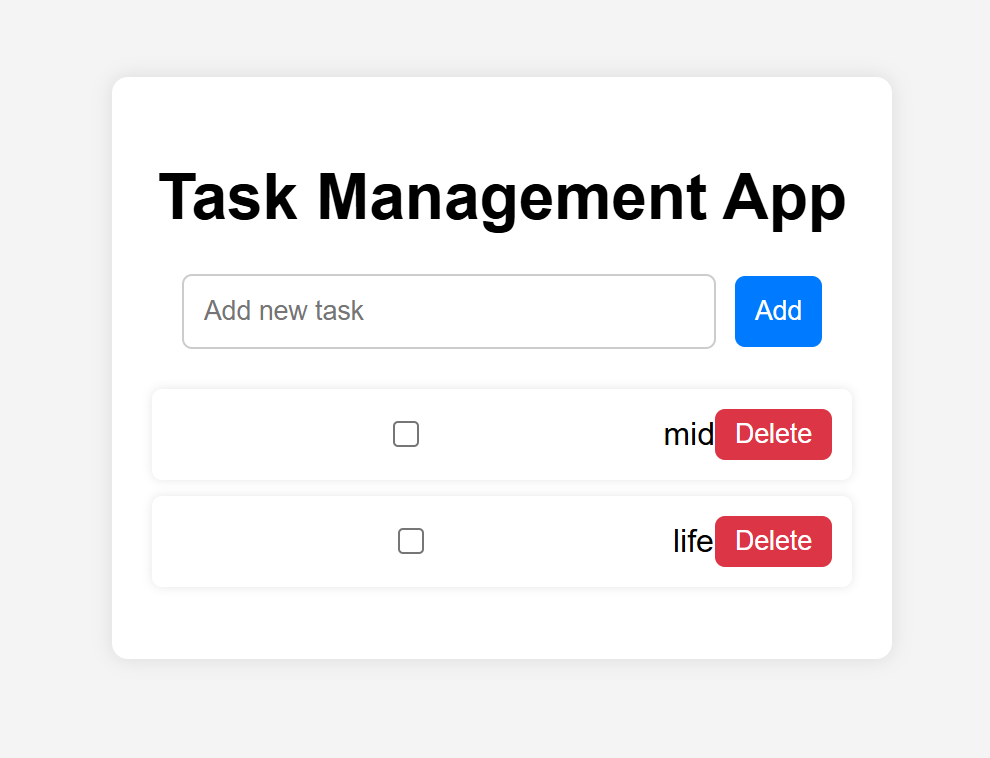 Task Management App
Add new task Add
mid Delete
life Delete